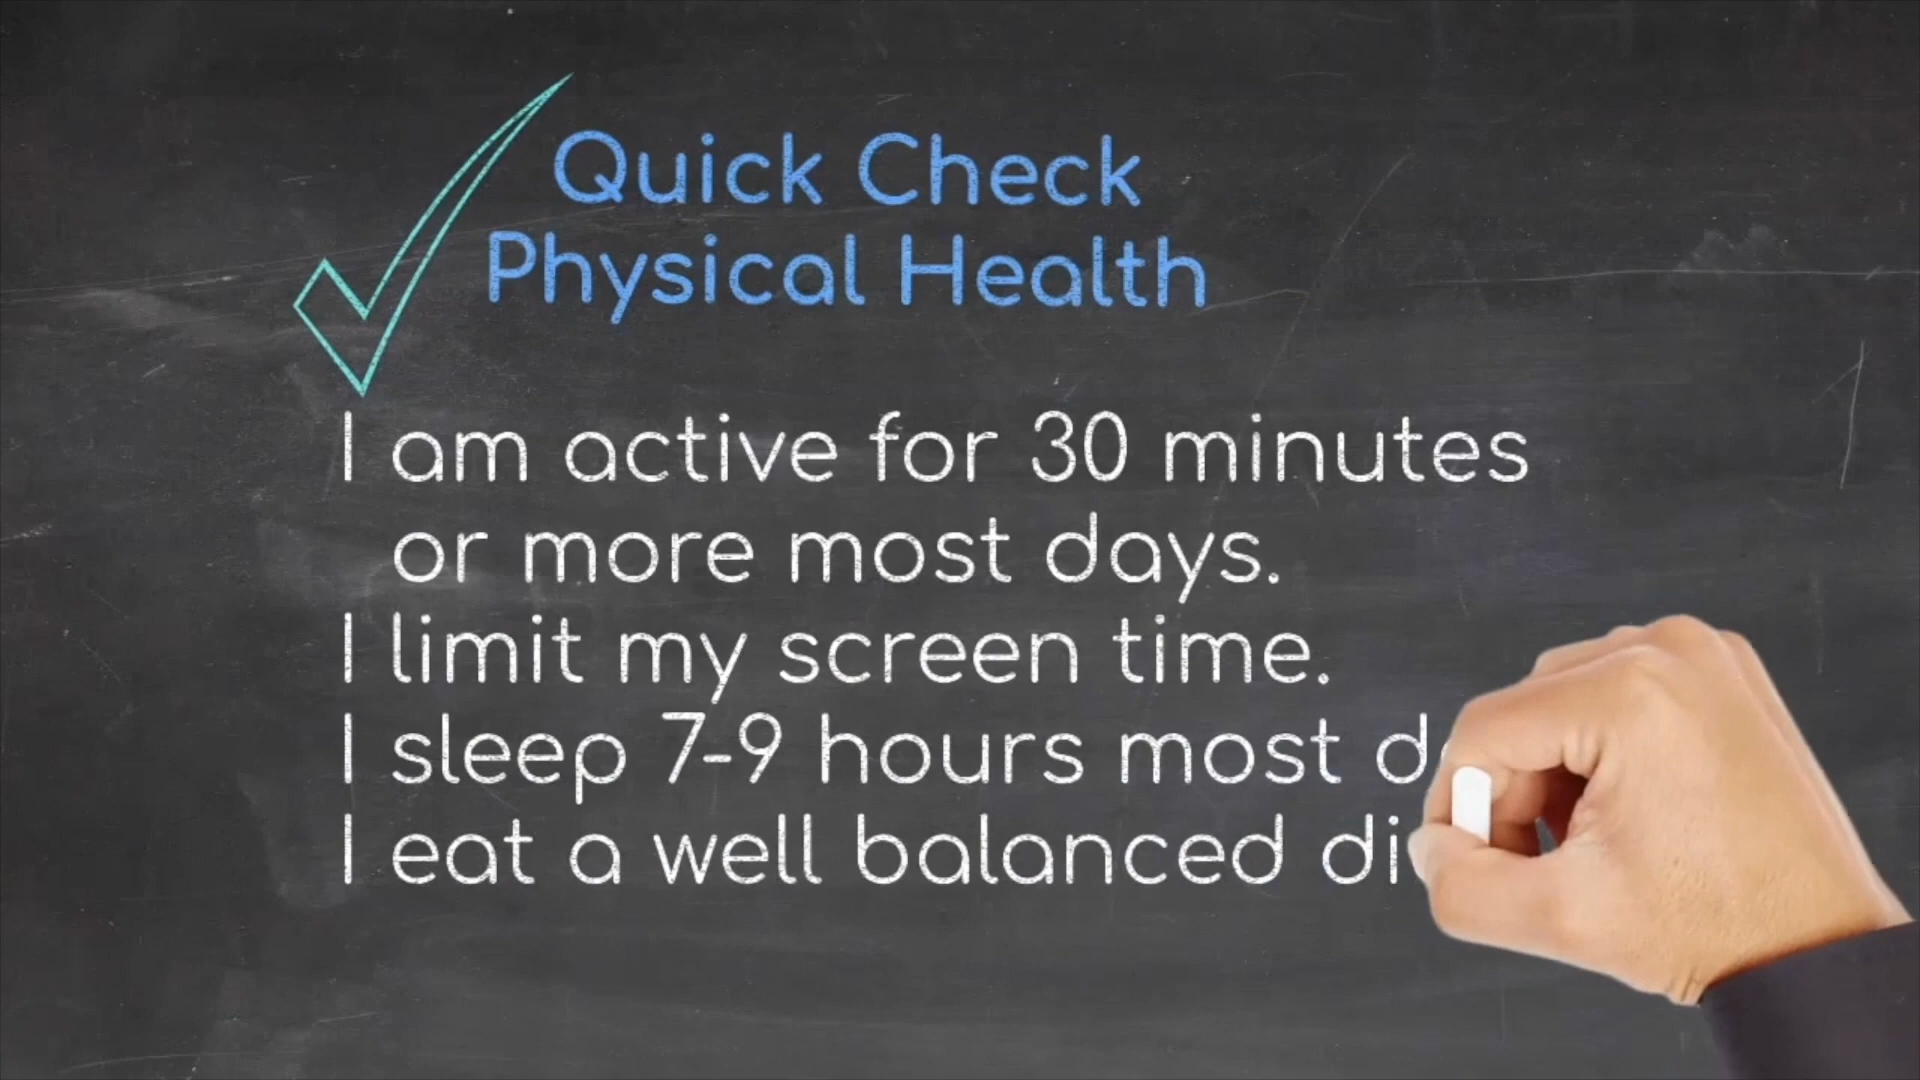 Quick Check
Physical Health
I am active for 30 minutes
or more most days.
I limit my screen time.
I sleep 7-9 hours most
I eat a well balanced